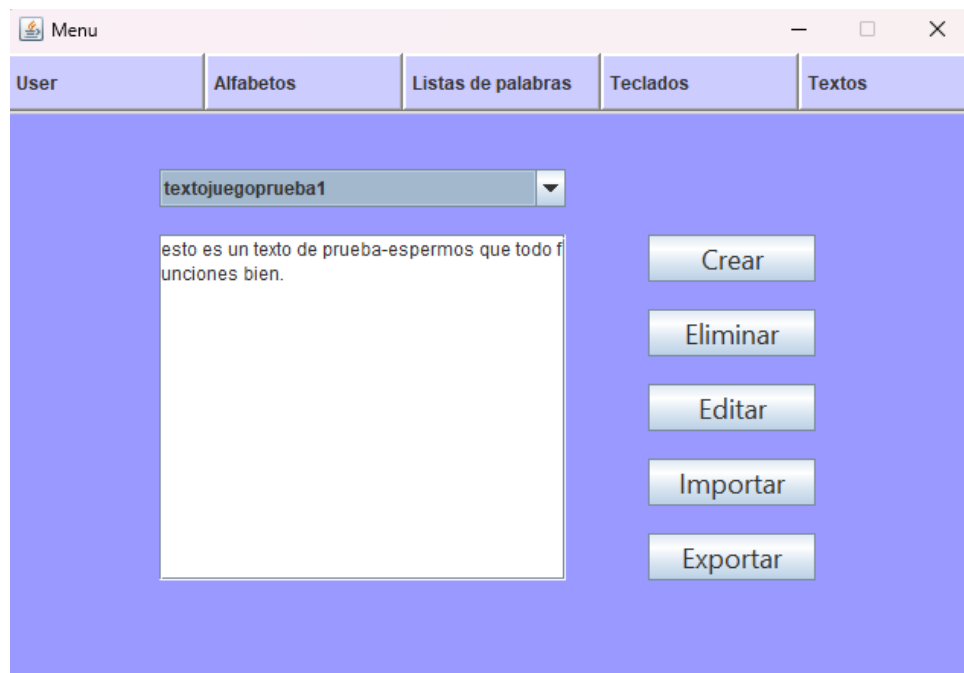 Menu
User Alfabetos Listas de palabras Teclados Textos
textojuegoprueba1
esto es un texto de prueba-espermos que todo f
unciones bien.
Crear
Eliminar
Editar
Importar
Exportar